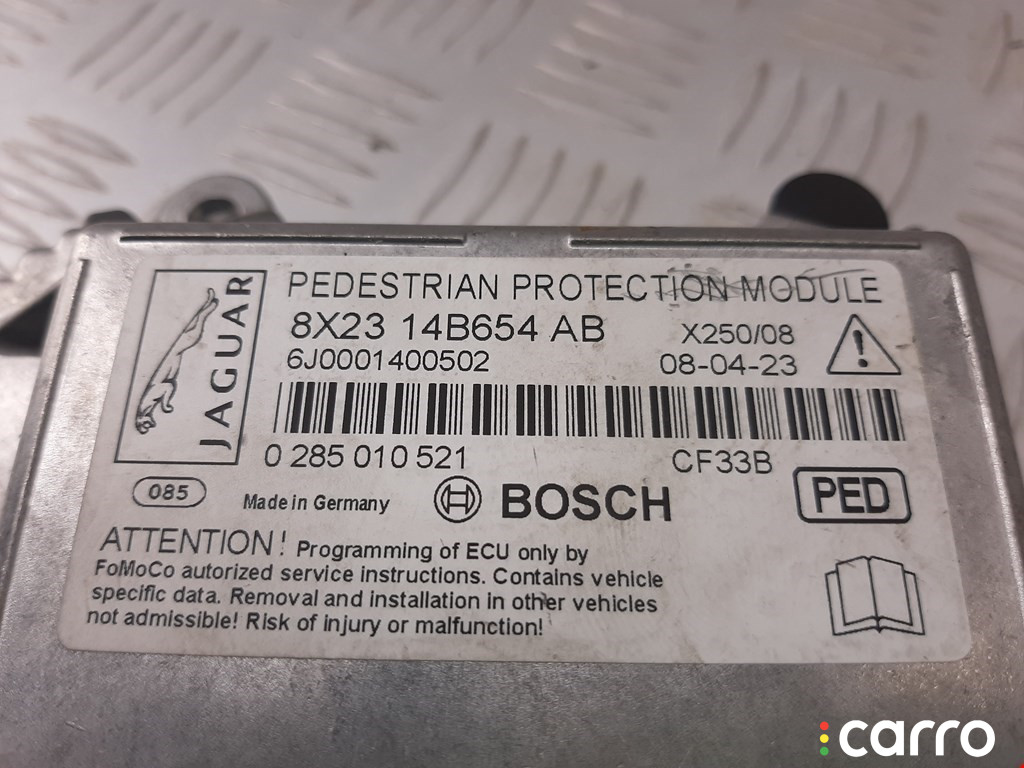 JAGUAR
PEDESTRIAN PROTECTION MODULE
8X23 14B654 AB
X250/08
6J0001400502
08-04-23
0 285 010 521
CF33B
085
Made in Germany
BOSCH
PED
ATTENTION! Programming of ECU only by
FoMoCo autorized service instructions. Contains vehicle
specific data. Removal and installation in other vehicles
not admissible! Risk of injury or malfunction!
carro